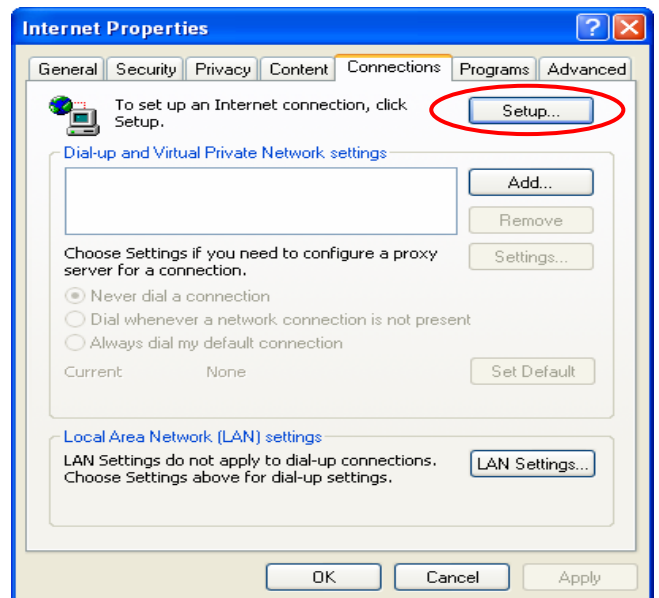 Internet Properties
General Security Privacy Content Connections Programs Advanced
To set up an Internet connection, click
Setup.
Setup...
Dial-up and Virtual Private Network settings
Add...
Remove
Choose Settings if you need to configure a proxy
server for a connection.
Settings...
Never dial a connection
Dial whenever a network connection is not present
Always dial my default connection
Current None
Set Default
Local Area Network (LAN) settings
LAN Settings do not apply to dial-up connections.
Choose Settings above for dial-up settings.
LAN Settings...
OK Cancel Apply